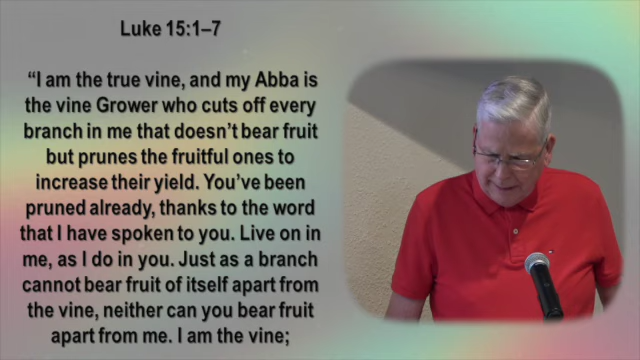 Luke 15:1–7
“I am the true vine, and my Abba is
the vine Grower who cuts off every
branch in me that doesn’t bear fruit
but prunes the fruitful ones to
increase their yield. You’ve been
pruned already, thanks to the word
that I have spoken to you. Live on in
me, as I do in you. Just as a branch
cannot bear fruit of itself apart from
the vine, neither can you bear fruit
apart from me. I am the vine;